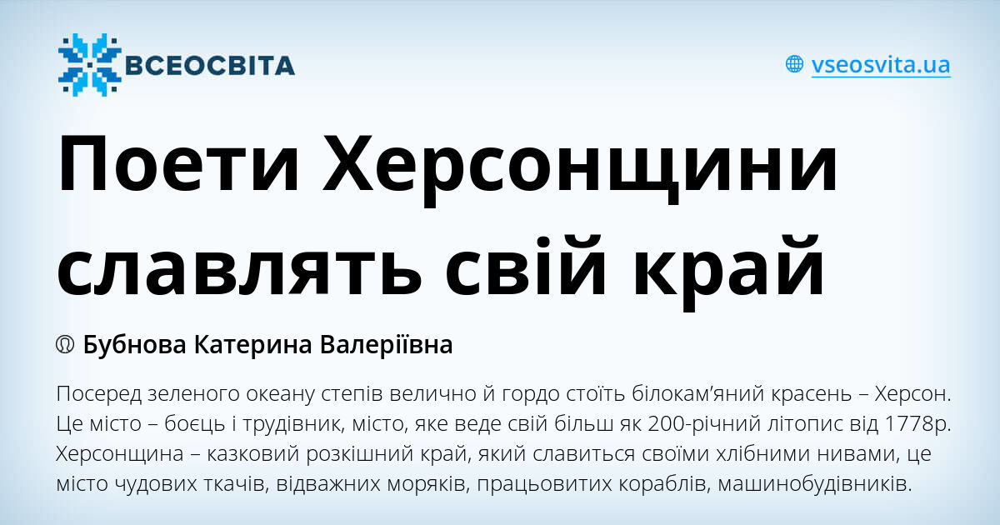 ВСЕОСВІТА
vseosvita.ua
Поети Херсонщини
славлять свій край
Бубнова Катерина Валеріївна
Посеред зеленого океану степів велично й гордо стоїть білокам’яний красень – Херсон.
Це місто – боєць і трудівник, місто, яке веде свій більш як 200-річний літопис від 1778р.
Херсонщина – казковий розкішний край, який славиться своїми хлібними нивами, це
місто чудових ткачів, відважних моряків, працьовитих кораблів, машинобудівників.